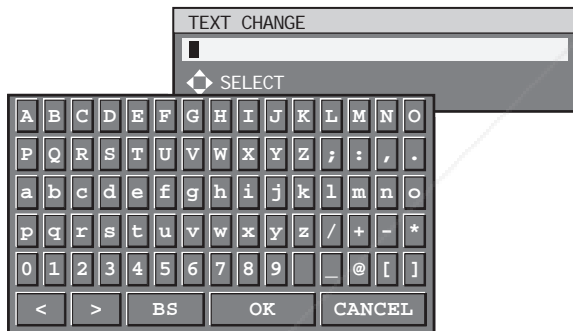 TEXT CHANGE
SELECT
A B C D E F G H I J K L M N O
P Q R S T U V W X Y Z ; : , .
a b c d e f g h i j k l m n o
p q r s t u v w x y z / + - *
0 1 2 3 4 5 6 7 8 9 _ @ [ ]
< > BS OK CANCEL